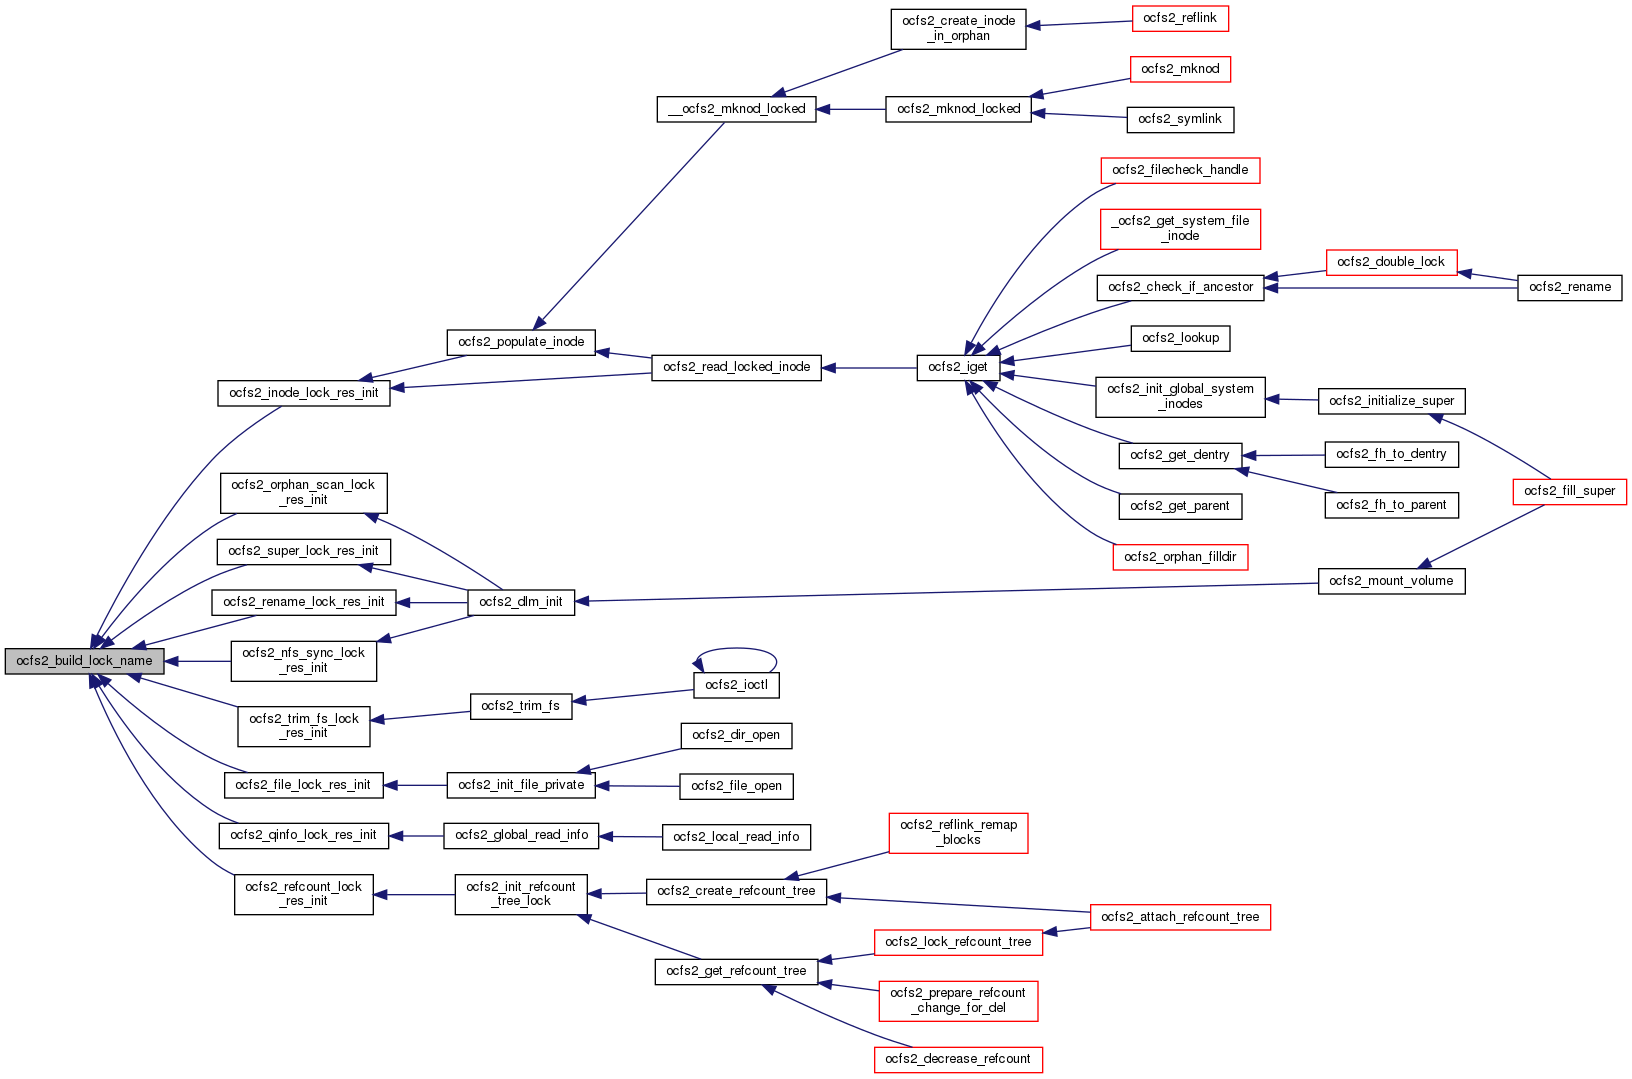 ocfs2_create_inode
_in_orphan
ocfs2_reflink
ocfs2_mknod
__ocfs2_mknod_locked
ocfs2_mknod_locked
ocfs2_symlink
ocfs2_filecheck_handle
_ocfs2_get_system_file
_inode
ocfs2_double_lock
ocfs2_check_if_ancestor
ocfs2_rename
ocfs2_populate_inode
ocfs2_lookup
ocfs2_read_locked_inode
ocfs2_iget
ocfs2_inode_lock_res_init
ocfs2_init_global_system
_inodes
ocfs2_initialize_super
ocfs2_get_dentry
ocfs2_fh_to_dentry
ocfs2_orphan_scan_lock
_res_init
ocfs2_fill_super
ocfs2_get_parent
ocfs2_fh_to_parent
ocfs2_super_lock_res_init
ocfs2_orphan_filldir
ocfs2_mount_volume
ocfs2_rename_lock_res_init
ocfs2_dlm_init
ocfs2_build_lock_name
ocfs2_nfs_sync_lock
_res_init
ocfs2_ioctl
ocfs2_trim_fs_lock
_res_init
ocfs2_trim_fs
ocfs2_dir_open
ocfs2_file_lock_res_init
ocfs2_init_file_private
ocfs2_file_open
ocfs2_qinfo_lock_res_init
ocfs2_global_read_info
ocfs2_local_read_info
ocfs2_reflink_remap
_blocks
ocfs2_refcount_lock
_res_init
ocfs2_init_refcount
_tree_lock
ocfs2_create_refcount_tree
ocfs2_attach_refcount_tree
ocfs2_lock_refcount_tree
ocfs2_get_refcount_tree
ocfs2_prepare_refcount
_change_for_del
ocfs2_decrease_refcount